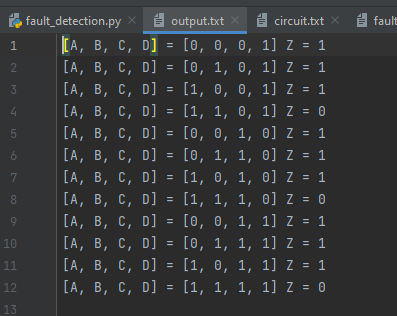 fault_detection.py output.txt circuit.txt fault
1 [A, B, C, D] = [0, 0, 0, 1] Z = 1
2 [A, B, C, D] = [0, 1, 0, 1] Z = 1
3 [A, B, C, D] = [1, 0, 0, 1] Z = 1
4 [A, B, C, D] = [1, 1, 0, 1] Z = 0
5 [A, B, C, D] = [0, 0, 1, 0] Z = 1
6 [A, B, C, D] = [0, 1, 1, 0] Z = 1
7 [A, B, C, D] = [1, 0, 1, 0] Z = 1
8 [A, B, C, D] = [1, 1, 1, 0] Z = 0
9 [A, B, C, D] = [0, 0, 1, 1] Z = 1
10 [A, B, C, D] = [0, 1, 1, 1] Z = 1
11 [A, B, C, D] = [1, 0, 1, 1] Z = 1
12 [A, B, C, D] = [1, 1, 1, 1] Z = 0
13